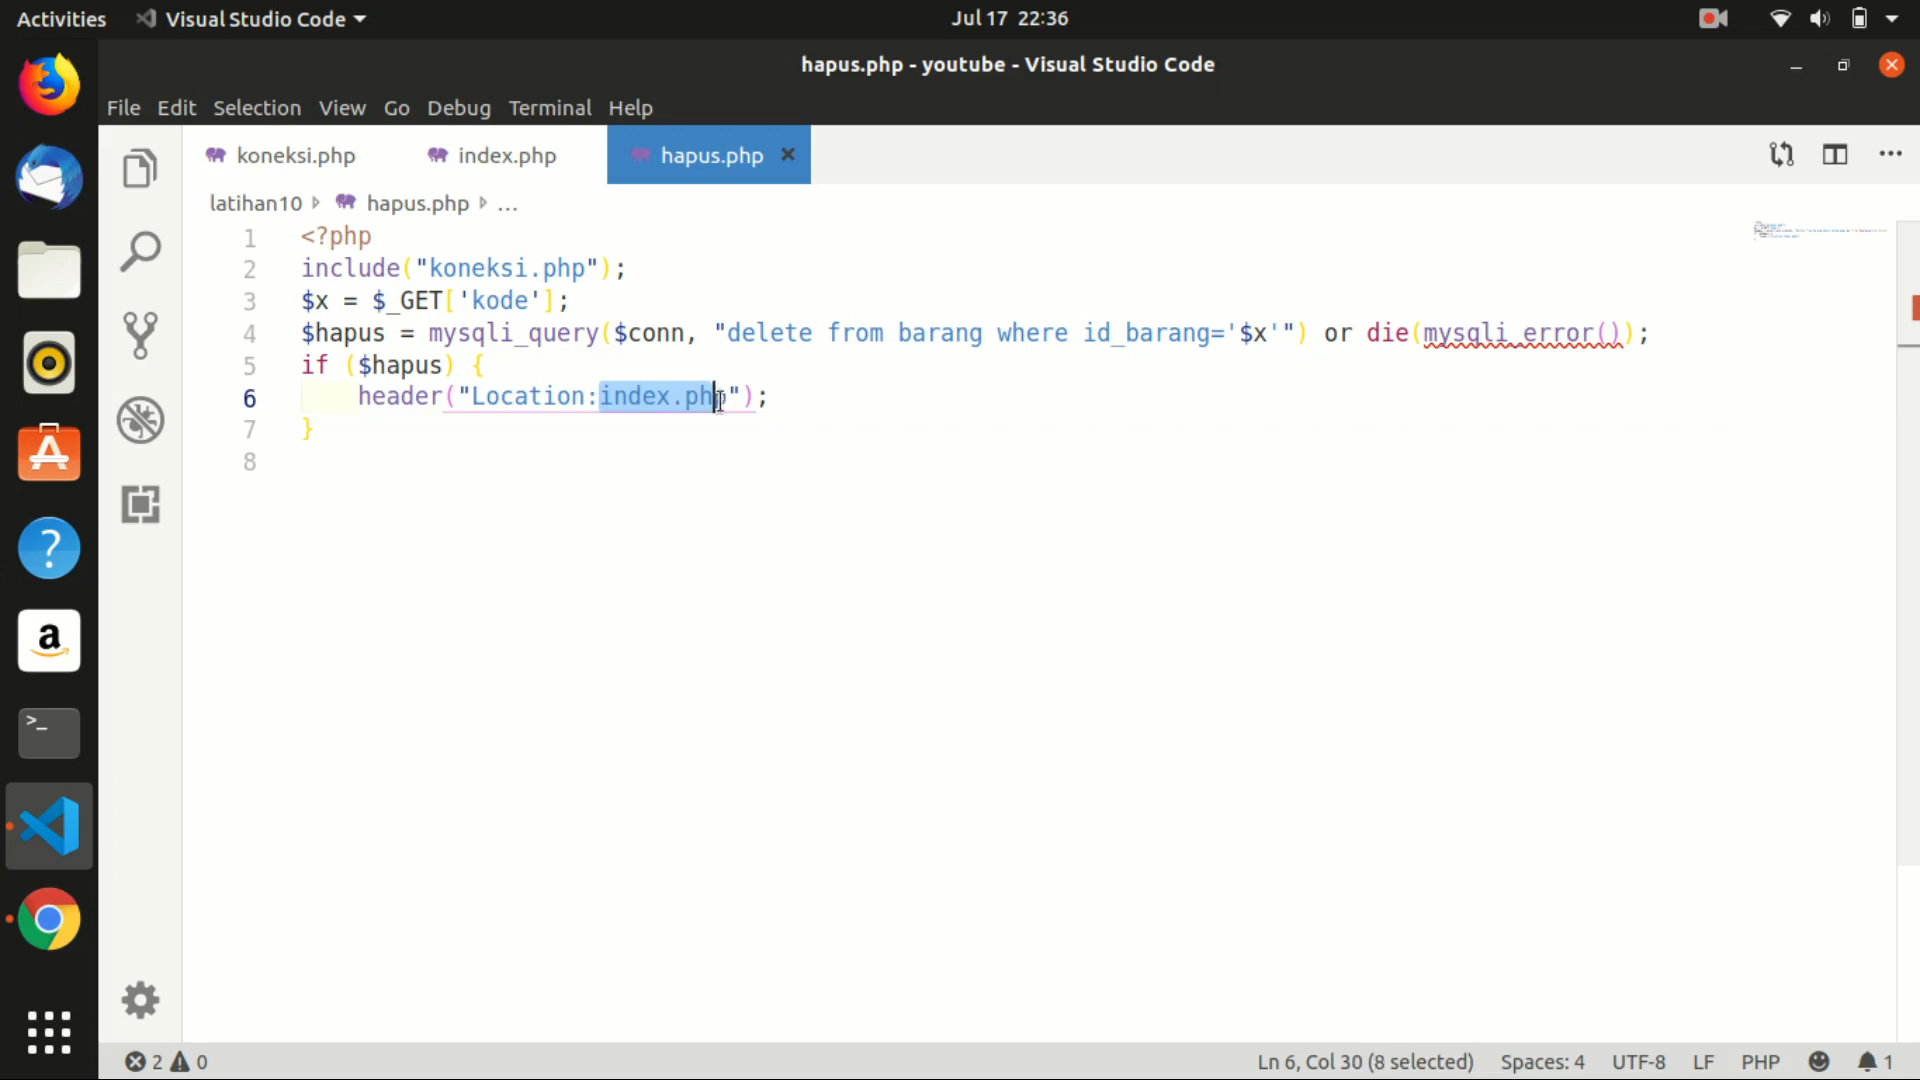 Activities Visual Studio Code Jul 17 22:36
hapus.php - youtube - Visual Studio Code
File Edit Selection View Go Debug Terminal Help
koneksi.php index.php hapus.php
latihan10 hapus.php ...
1 <?php
2 include("koneksi.php");
3 $x = $_GET['kode'];
4 $hapus = mysqli_query($conn, "delete from barang where id_barang='$x'") or die(mysqli_error());
5 if ($hapus) {
6 header("Location:index.php");
7 }
8
2 0 Ln 6, Col 30 (8 selected) Spaces: 4 UTF-8 LF PHP 1